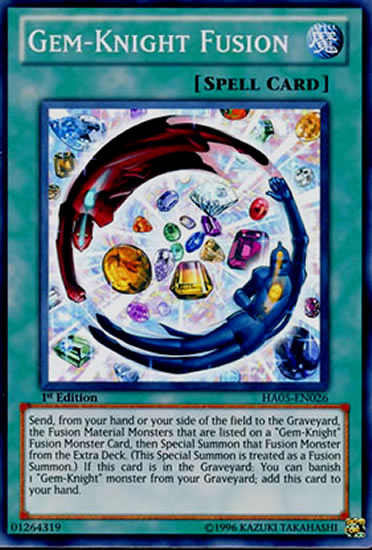 GEM-KNIGHT FUSION 魔
[SPELL CARD]
1st Edition HA05-EN026
Send, from your hand or your side of the field to the Graveyard,
the Fusion Material Monsters that are listed on a "Gem-Knight"
Fusion Monster Card, then Special Summon that Fusion Monster
from the Extra Deck. (This Special Summon is treated as a Fusion
Summon.) If this card is in the Graveyard: You can banish
1 "Gem-Knight" monster from your Graveyard; add this card to
your hand.
01264319 ©1996 KAZUKI TAKAHASHI